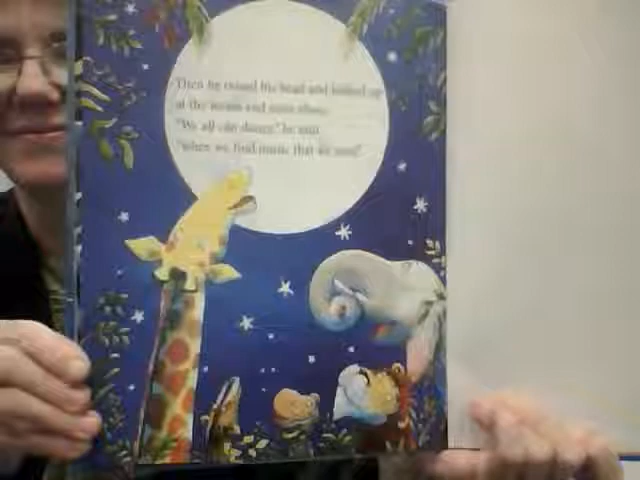 Then he raised his head and looked up
at the moon and stars above.
"We all can dance," he said,
"when we find music that we love."